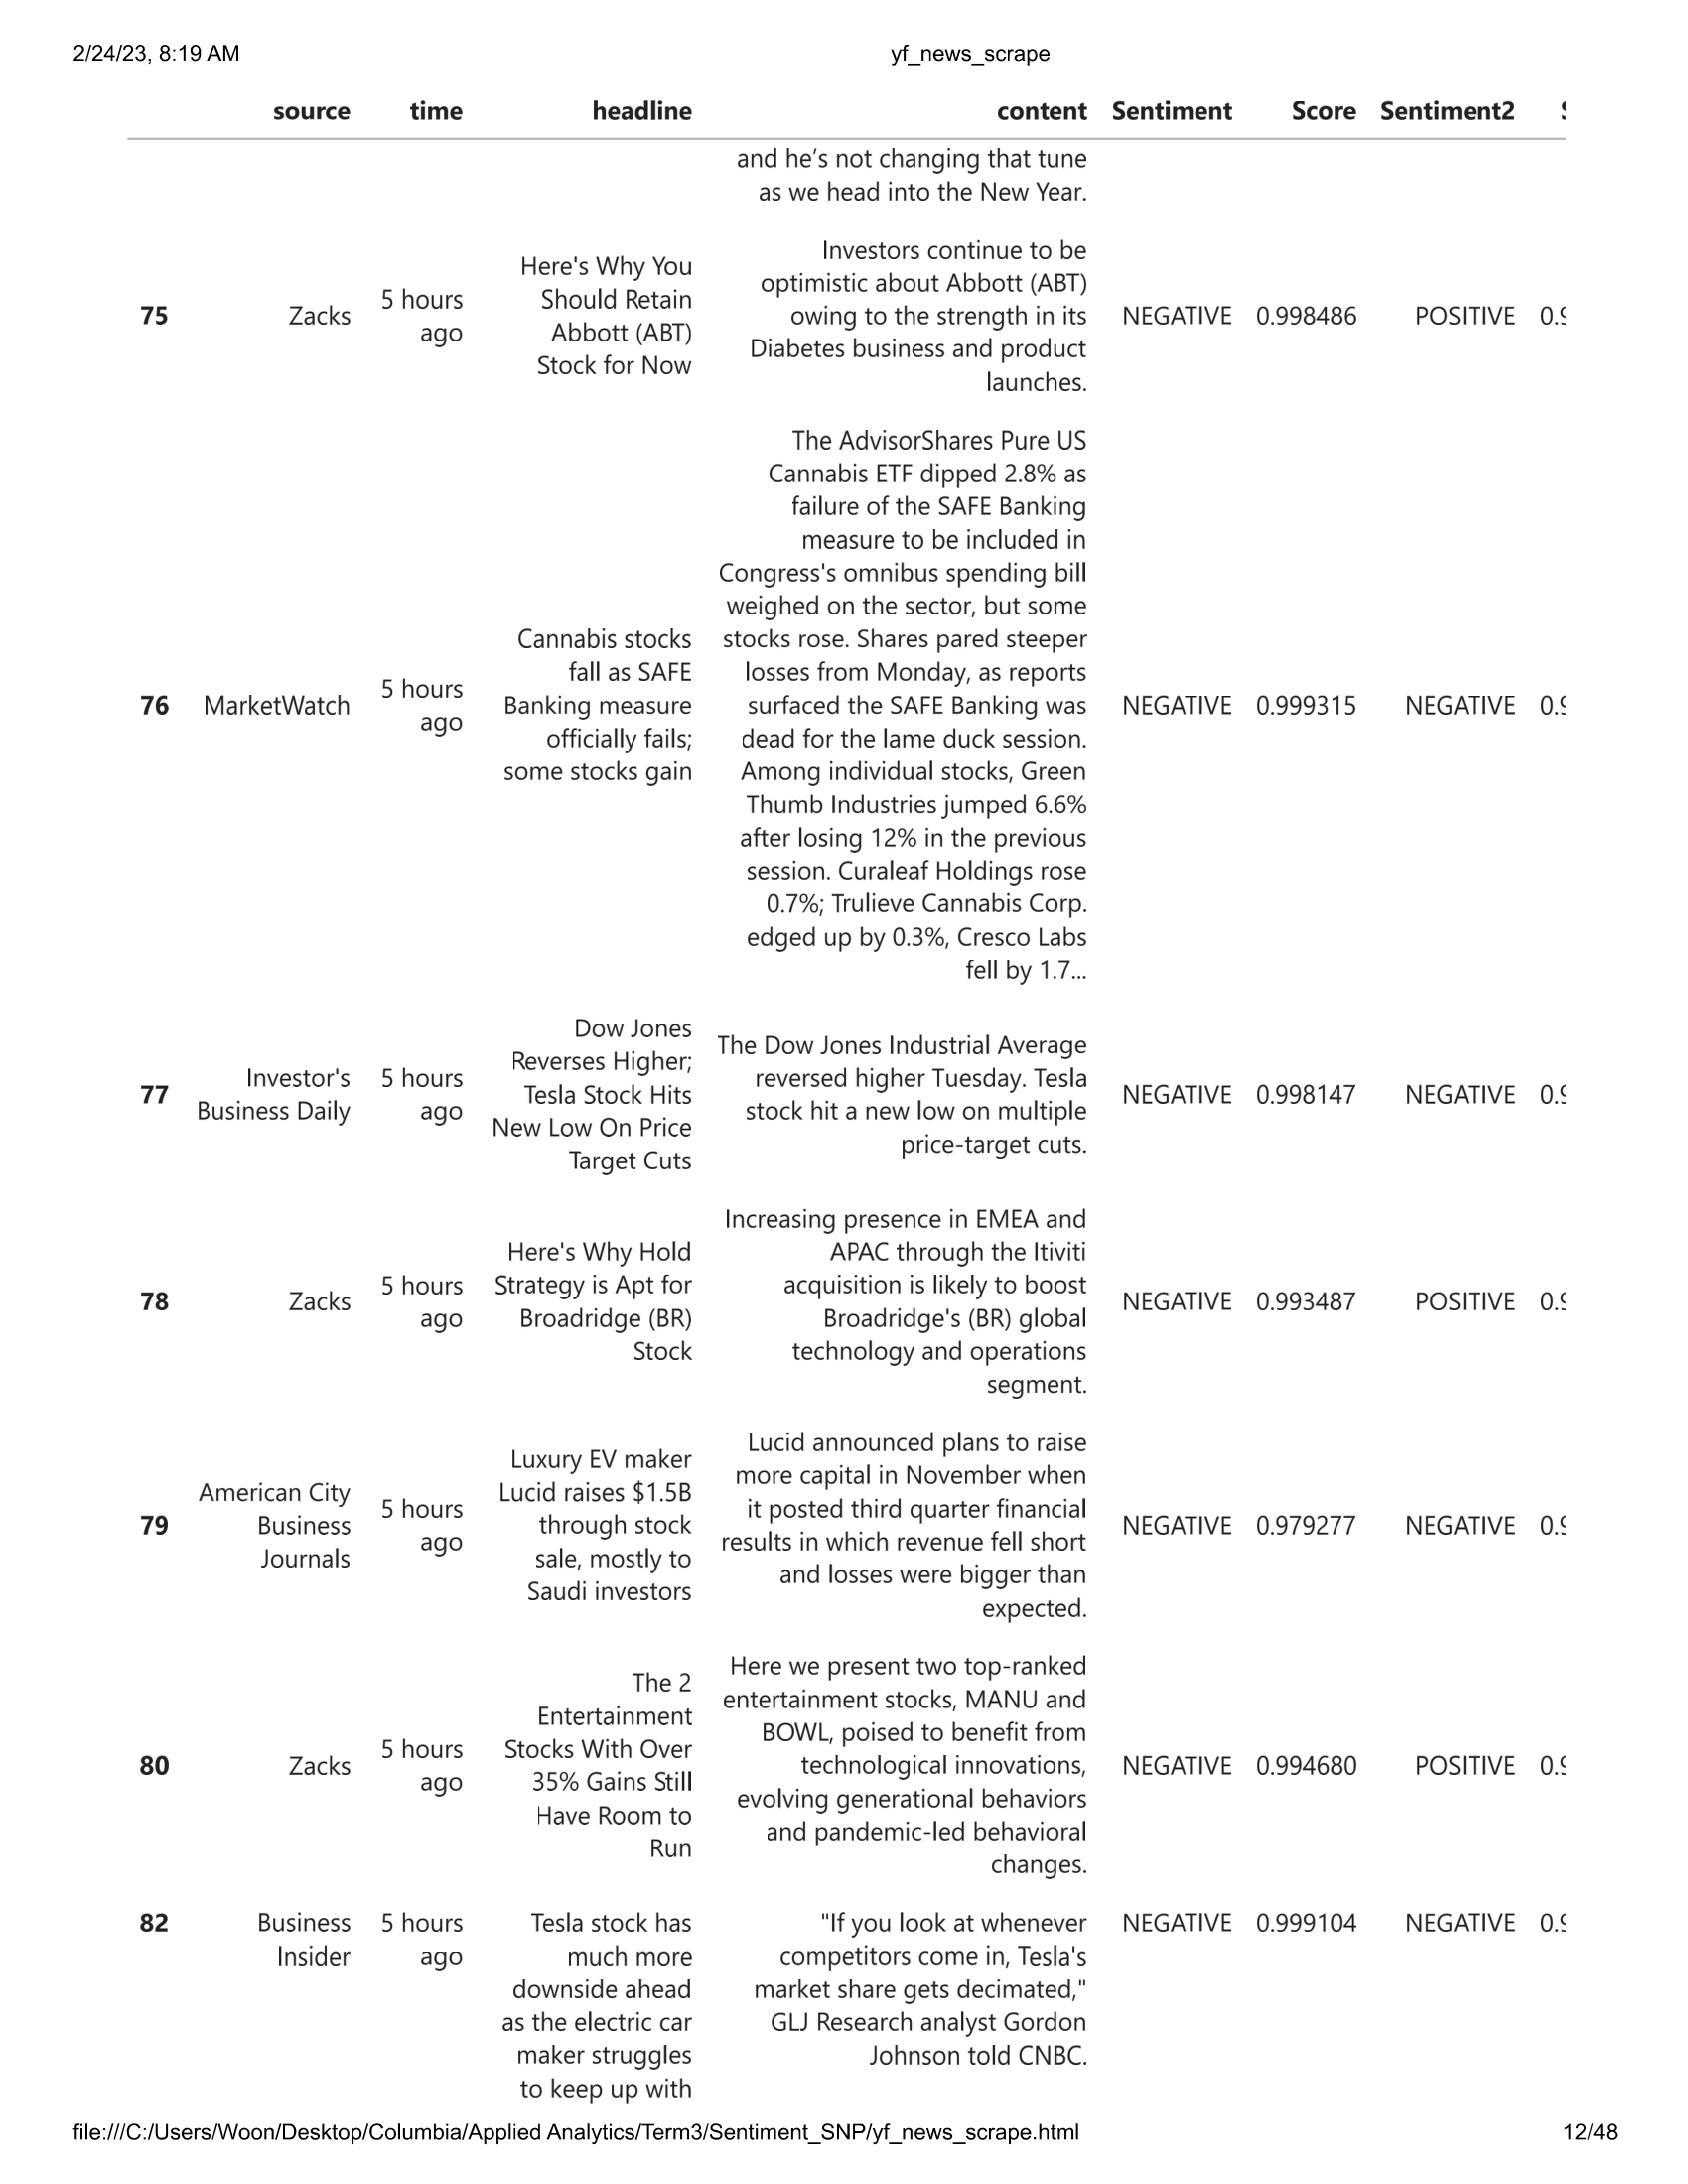 2/24/23, 8:19 AM yf_news_scrape
source time headline content Sentiment Score Sentiment2
and he’s not changing that tune
as we head into the New Year.
75 Zacks 5 hours ago Here's Why You Should Retain Abbott (ABT) Stock for Now Investors continue to be optimistic about Abbott (ABT) owing to the strength in its Diabetes business and product launches. NEGATIVE 0.998486 POSITIVE 0.9
76 MarketWatch 5 hours ago Cannabis stocks fall as SAFE Banking measure officially fails; some stocks gain The AdvisorShares Pure US Cannabis ETF dipped 2.8% as failure of the SAFE Banking measure to be included in Congress's omnibus spending bill weighed on the sector, but some stocks rose. Shares pared steeper losses from Monday, as reports surfaced the SAFE Banking was dead for the lame duck session. Among individual stocks, Green Thumb Industries jumped 6.6% after losing 12% in the previous session. Curaleaf Holdings rose 0.7%; Trulieve Cannabis Corp. edged up by 0.3%, Cresco Labs fell by 1.7... NEGATIVE 0.999315 NEGATIVE 0.9
77 Investor's Business Daily 5 hours ago Dow Jones Reverses Higher; Tesla Stock Hits New Low On Price Target Cuts The Dow Jones Industrial Average reversed higher Tuesday. Tesla stock hit a new low on multiple price-target cuts. NEGATIVE 0.998147 NEGATIVE 0.9
78 Zacks 5 hours ago Here's Why Hold Strategy is Apt for Broadridge (BR) Stock Increasing presence in EMEA and APAC through the Itiviti acquisition is likely to boost Broadridge's (BR) global technology and operations segment. NEGATIVE 0.993487 POSITIVE 0.9
79 American City Business Journals 5 hours ago Luxury EV maker Lucid raises $1.5B through stock sale, mostly to Saudi investors Lucid announced plans to raise more capital in November when it posted third quarter financial results in which revenue fell short and losses were bigger than expected. NEGATIVE 0.979277 NEGATIVE 0.9
80 Zacks 5 hours ago The 2 Entertainment Stocks With Over 35% Gains Still Have Room to Run Here we present two top-ranked entertainment stocks, MANU and BOWL, poised to benefit from technological innovations, evolving generational behaviors and pandemic-led behavioral changes. NEGATIVE 0.994680 POSITIVE 0.9
82 Business Insider 5 hours ago Tesla stock has much more downside ahead as the electric car maker struggles to keep up with "If you look at whenever competitors come in, Tesla's market share gets decimated," GLJ Research analyst Gordon Johnson told CNBC. NEGATIVE 0.999104 NEGATIVE 0.9
file:///C:/Users/Woon/Desktop/Columbia/Applied Analytics/Term3/Sentiment_SNP/yf_news_scrape.html 12/48